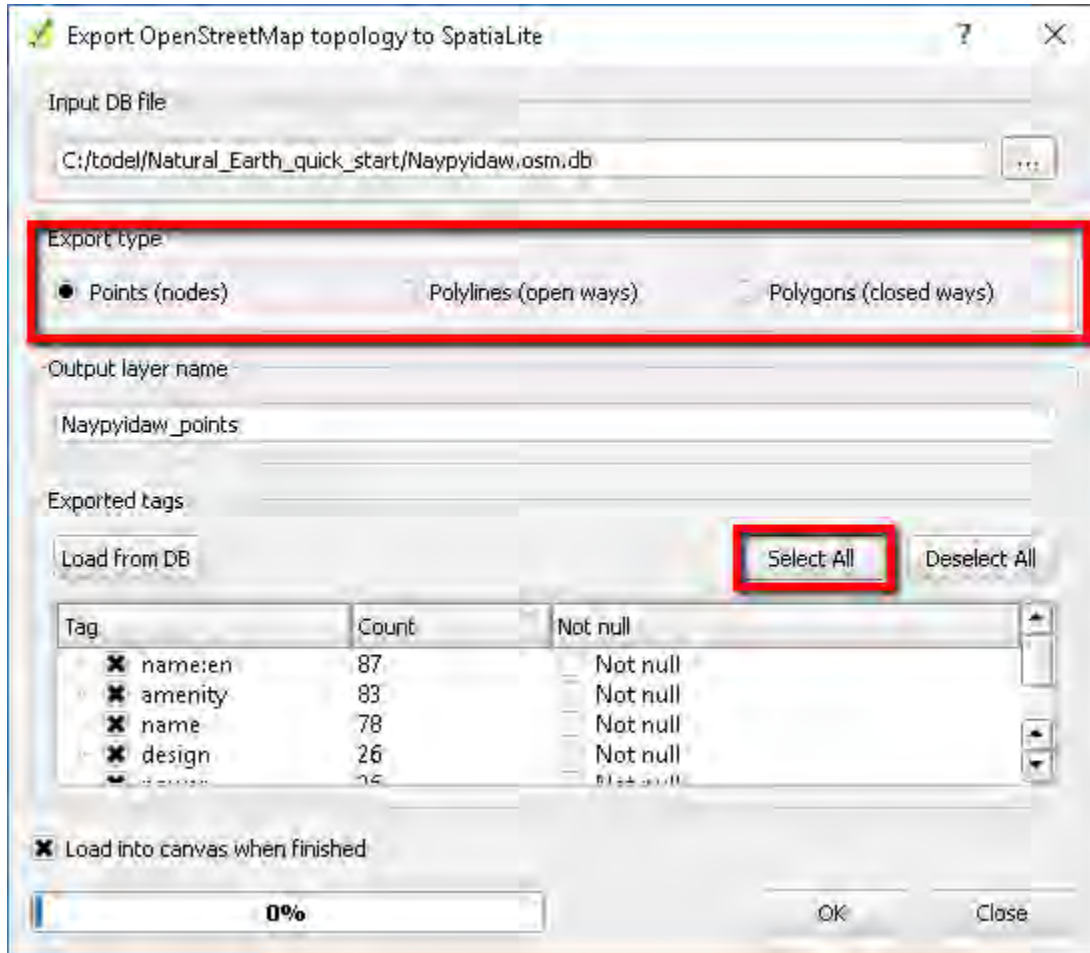 Export OpenStreetMap topology to SpatiaLite ? ×
Input DB file
C:/todel/Natural_Earth_quick_start/Naypyidaw.osm.db ...
Export type
Points (nodes) Polylines (open ways) Polygons (closed ways)
Output layer name
Naypyidaw_points
Exported tags
Load from DB Select All Deselect All
Tag Count Not null
name:en 87 Not null
amenity 83 Not null
name 78 Not null
design 26 Not null
Load into canvas when finished
0% OK Close